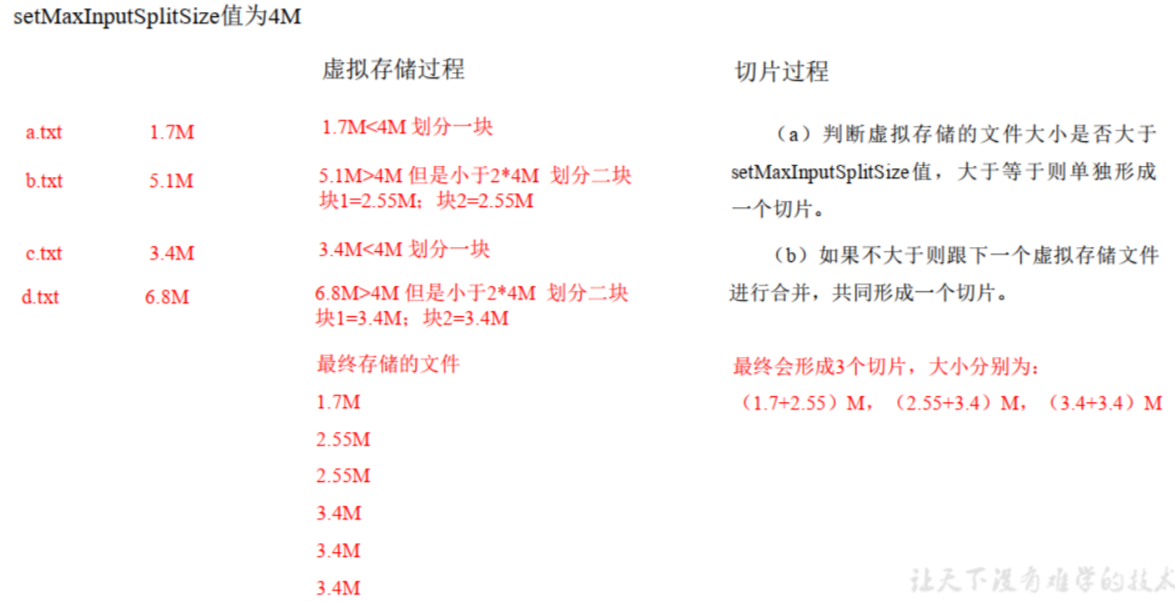 setMaxInputSplitSize值为4M
虚拟存储过程
切片过程
a.txt 1.7M 1.7M<4M 划分一块
b.txt 5.1M 5.1M>4M 但是小于2*4M 划分二块
块1=2.55M；块2=2.55M
c.txt 3.4M 3.4M<4M 划分一块
d.txt 6.8M 6.8M>4M 但是小于2*4M 划分二块
块1=3.4M；块2=3.4M
最终存储的文件
1.7M
2.55M
2.55M
3.4M
3.4M
3.4M
（a）判断虚拟存储的文件大小是否大于
setMaxInputSplitSize值，大于等于则单独形成
一个切片。
（b）如果不大于则跟下一个虚拟存储文件
进行合并，共同形成一个切片。
最终会形成3个切片，大小分别为：
（1.7+2.55）M，（2.55+3.4）M，（3.4+3.4）M
让天下没有难学的技术